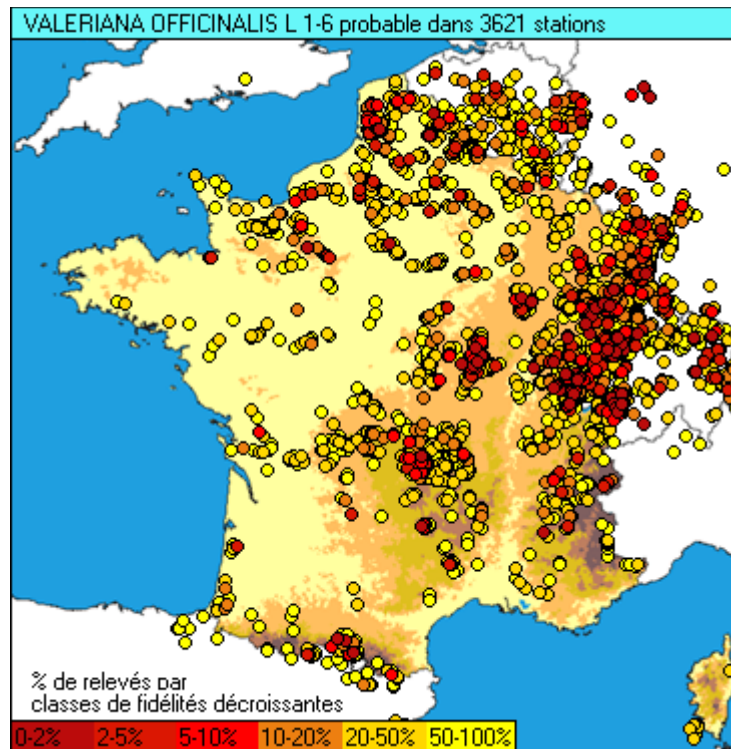 VALERIANA OFFICINALIS L 1-6 probable dans 3621 stations
% de relevés par
classes de fidélités décroissantes
0-2% 2-5% 5-10% 10-20% 20-50% 50-100%